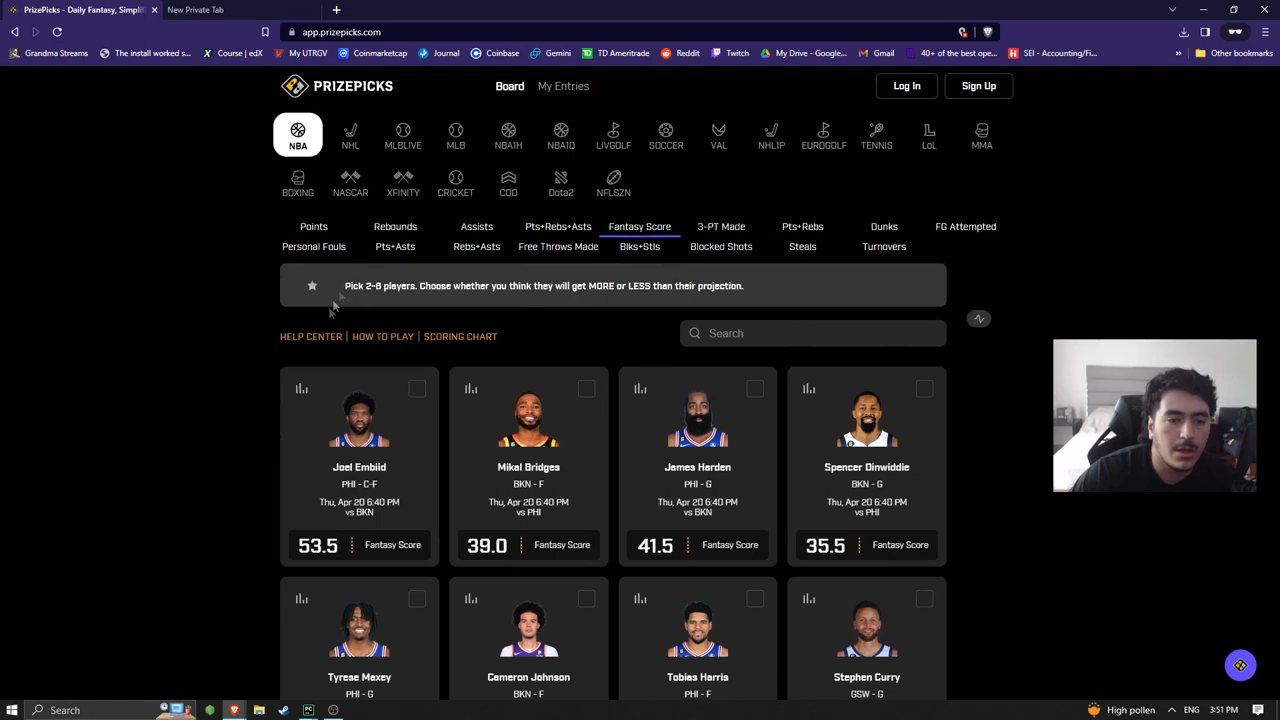 PrizePicks - Daily Fantasy, Simpli
New Private Tab
app.prizepicks.com
Grandma Streams
The install worked s...
Course | edX
My UTRGV
Coinmarketcap
Journal
Coinbase
Gemini
TD Ameritrade
Reddit
Twitch
My Drive - Google...
Gmail
40+ of the best ope...
SEI - Accounting/Fi...
Other bookmarks
PRIZEPICKS
Board
My Entries
Log In
Sign Up
NBA
NHL
MLBLIVE
MLB
NBA1H
NBA1Q
LIVGOLF
SOCCER
VAL
NHL1P
EUROGOLF
TENNIS
LoL
MMA
BOXING
NASCAR
XFINITY
CRICKET
COD
Dota2
NFLSZN
Points
Rebounds
Assists
Pts+Rebs+Asts
Fantasy Score
3-PT Made
Pts+Rebs
Dunks
FG Attempted
Personal Fouls
Pts+Asts
Rebs+Asts
Free Throws Made
Blks+Stls
Blocked Shots
Steals
Turnovers
Pick 2-6 players. Choose whether you think they will get MORE or LESS than their projection.
HELP CENTER | HOW TO PLAY | SCORING CHART
Search
Joel Embiid
PHI - C-F
Thu, Apr 20 6:40 PM
vs BKN
53.5
Fantasy Score
Mikal Bridges
BKN - F
Thu, Apr 20 6:40 PM
vs PHI
39.0
Fantasy Score
James Harden
PHI - G
Thu, Apr 20 6:40 PM
vs BKN
41.5
Fantasy Score
Spencer Dinwiddie
BKN - G
Thu, Apr 20 6:40 PM
vs PHI
35.5
Fantasy Score
Tyrese Maxey
PHI - G
Cameron Johnson
BKN - F
Tobias Harris
PHI - F
Stephen Curry
GSW - G
Search
High pollen
ENG
3:51 PM